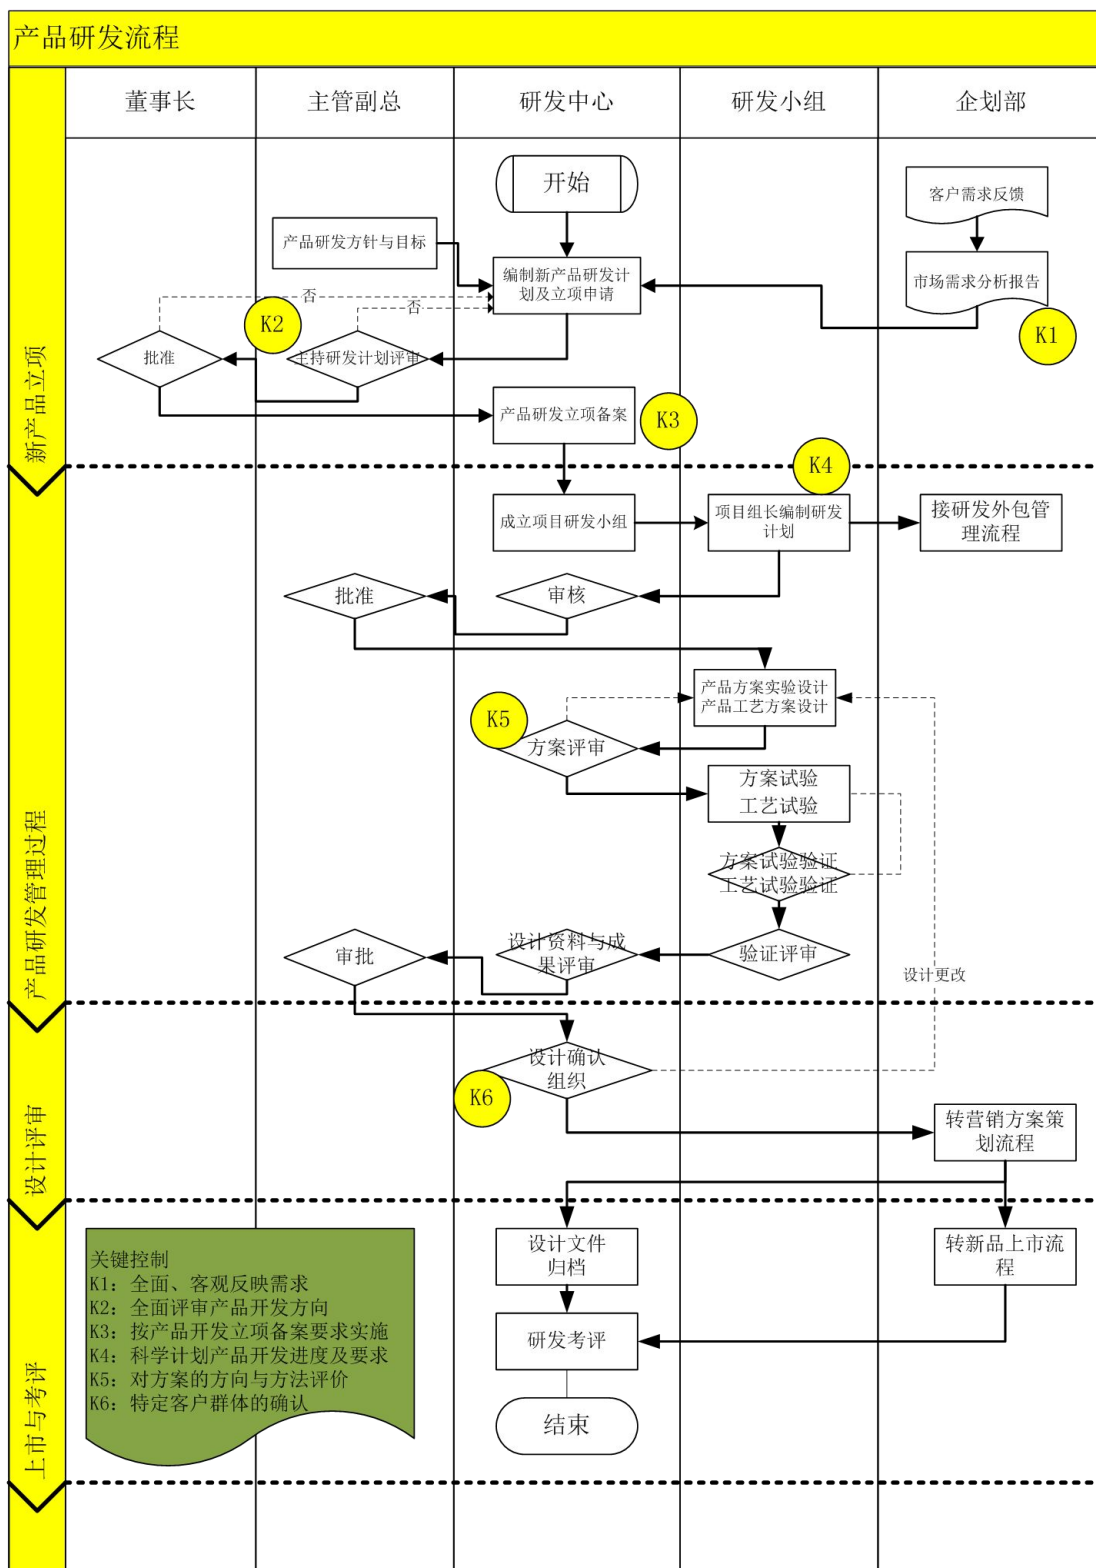 产品研发流程
董事长
主管副总
研发中心
研发小组
企划部
新产品立项
开始
客户需求反馈
产品研发方针与目标
编制新产品研发计
划及立项申请
市场需求分析报告
否
否
K2
K1
批准
主持研发计划评审
产品研发立项备案
K3
K4
产品研发管理过程
成立项目研发小组
项目组长编制研发
计划
接研发外包管
理流程
批准
审核
产品方案实验设计
产品工艺方案设计
K5
方案评审
方案试验
工艺试验
方案试验验证
工艺试验验证
审批
设计资料与成
果评审
验证评审
设计更改
设计评审
设计确认
组织
K6
转营销方案策
划流程
上市与考评
设计文件
归档
转新品上市流
程
研发考评
结束
关键控制
K1：全面、客观反映需求
K2：全面评审产品开发方向
K3：按产品开发立项备案要求实施
K4：科学计划产品开发进度及要求
K5：对方案的方向与方法评价
K6：特定客户群体的确认